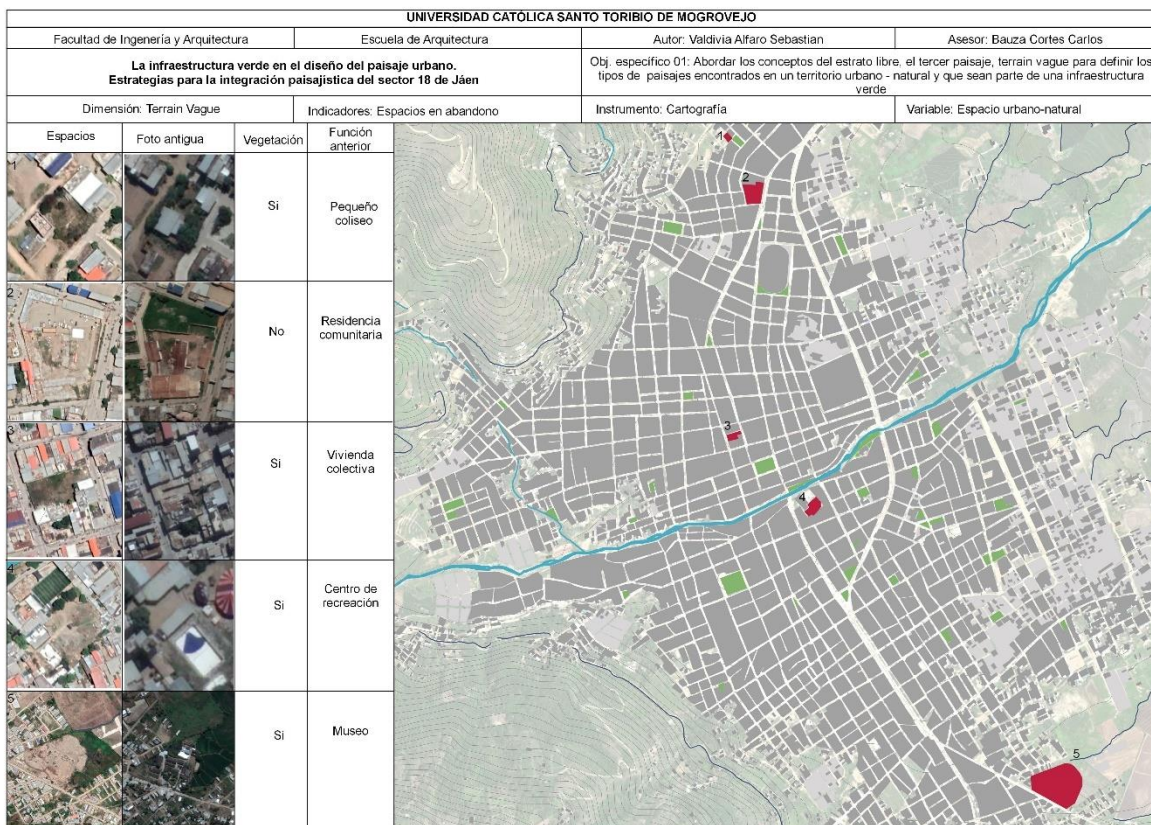 UNIVERSIDAD CATÓLICA SANTO TORIBIO DE MOGROVEJO
Facultad de Ingenería y Arquitectura
Escuela de Arquitectura
Autor: Valdivia Alfaro Sebastian
Asesor: Bauza Cortes Carlos
La infraestructura verde en el diseño del paisaje urbano.
Estrategias para la integración paisajística del sector 18 de Jáen
Obj. específico 01: Abordar los conceptos del estrato libre, el tercer paisaje, terrain vague para definir los
tipos de paisajes encontrados en un territorio urbano - natural y que sean parte de una infraestructura
verde
Dimensión: Terrain Vague
Indicadores: Espacios en abandono
Instrumento: Cartografía
Variable: Espacio urbano-natural
Espacios
Foto antigua
Vegetación
Función
anterior
1
Si
Pequeño
coliseo
2
No
Residencia
comunitaria
3
Si
Vivienda
colectiva
4
Si
Centro de
recreación
5
Si
Museo
1
2
3
4
5